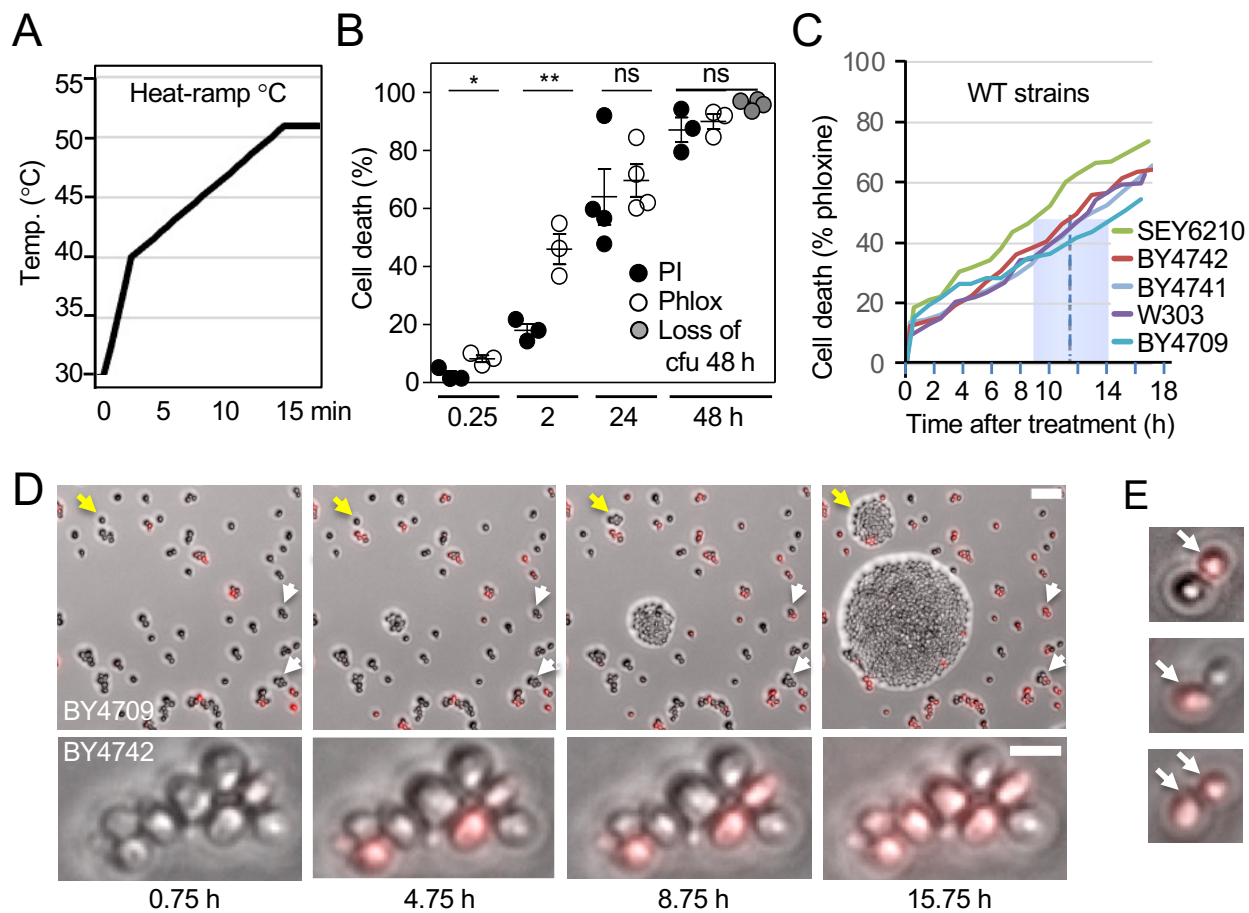 A
Heat-ramp °C
Temp. (°C)
55
50
45
40
35
30
0 5 10 15 min
B
* ** ns ns
Cell death (%)
100
80
60
40
20
0
PI
Phlox
Loss of
cfu 48 h
0.25 2 24 48 h
C
WT strains
Cell death (% phloxine)
100
80
60
40
20
0
SEY6210
BY4742
BY4741
W303
BY4709
0 2 4 6 8 10 12 14 16 18
Time after treatment (h)
D
BY4709
BY4742
0.75 h 4.75 h 8.75 h 15.75 h
E